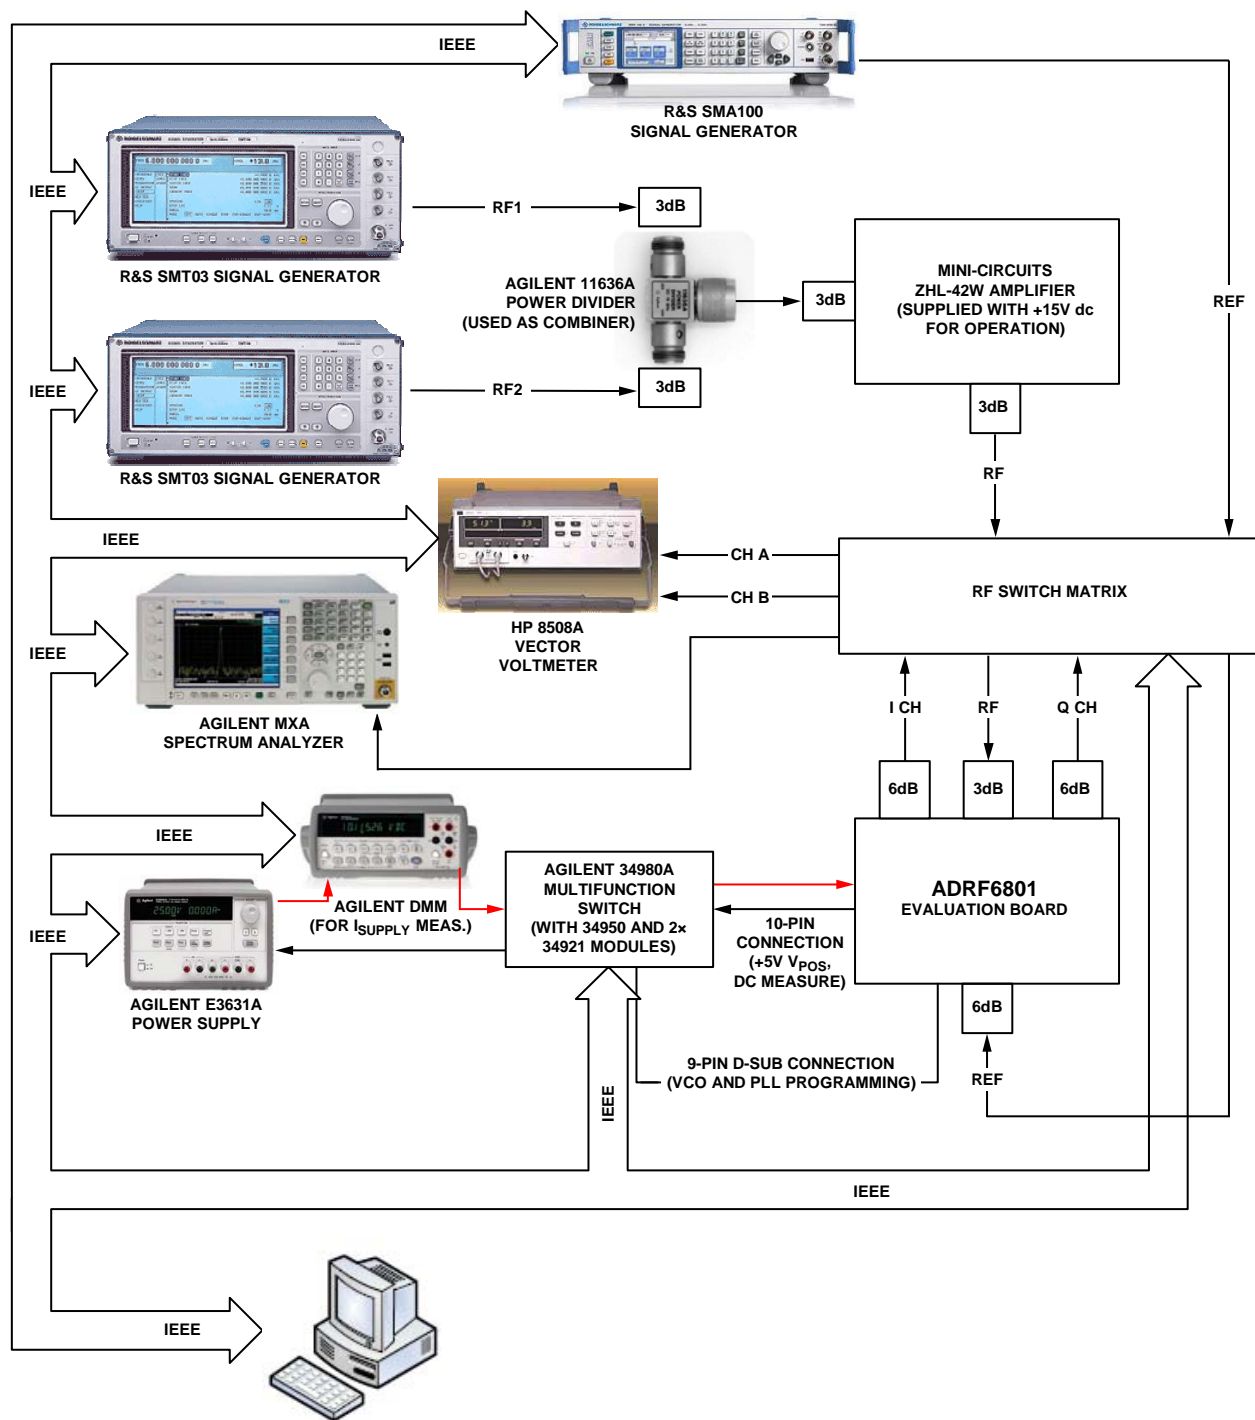 IEEE
R&S SMA100
SIGNAL GENERATOR
IEEE
R&S SMT03 SIGNAL GENERATOR
RF1
3dB
AGILENT 11636A
POWER DIVIDER
(USED AS COMBINER)
3dB
MINI-CIRCUITS
ZHL-42W AMPLIFIER
(SUPPLIED WITH +15V dc
FOR OPERATION)
REF
IEEE
R&S SMT03 SIGNAL GENERATOR
RF2
3dB
3dB
RF
IEEE
HP 8508A
VECTOR
VOLTMETER
CH A
CH B
RF SWITCH MATRIX
IEEE
AGILENT MXA
SPECTRUM ANALYZER
I CH
RF
Q CH
6dB
3dB
6dB
IEEE
AGILENT DMM
(FOR ISUPPLY MEAS.)
AGILENT 34980A
MULTIFUNCTION
SWITCH
(WITH 34950 AND 2×
34921 MODULES)
10-PIN
CONNECTION
(+5V VPOS,
DC MEASURE)
ADRF6801
EVALUATION BOARD
IEEE
AGILENT E3631A
POWER SUPPLY
6dB
9-PIN D-SUB CONNECTION
(VCO AND PLL PROGRAMMING)
REF
IEEE
IEEE
IEEE